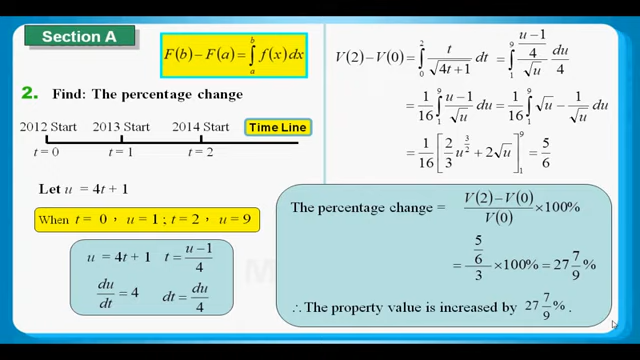 Section A
F(b) − F(a) = ∫_a^b f(x) dx
2. Find: The percentage change
2012 Start 2013 Start 2014 Start Time Line
t = 0 t = 1 t = 2
Let u = 4t + 1
When t = 0 , u = 1 ; t = 2 , u = 9
u = 4t + 1 t = (u−1)/4
du/dt = 4 dt = du/4
V(2) − V(0) = ∫_0^2 t/√(4t+1) dt = ∫_1^9 ((u−1)/4)/√u du/4
= 1/16 ∫_1^9 (u−1)/√u du = 1/16 ∫_1^9 √u − 1/√u du
= 1/16 [2/3 u^(3/2) + 2√u]_1^9 = 5/6
The percentage change = (V(2) − V(0))/V(0) × 100%
= (5/6)/3 × 100% = 27 7/9 %
∴ The property value is increased by 27 7/9 % .